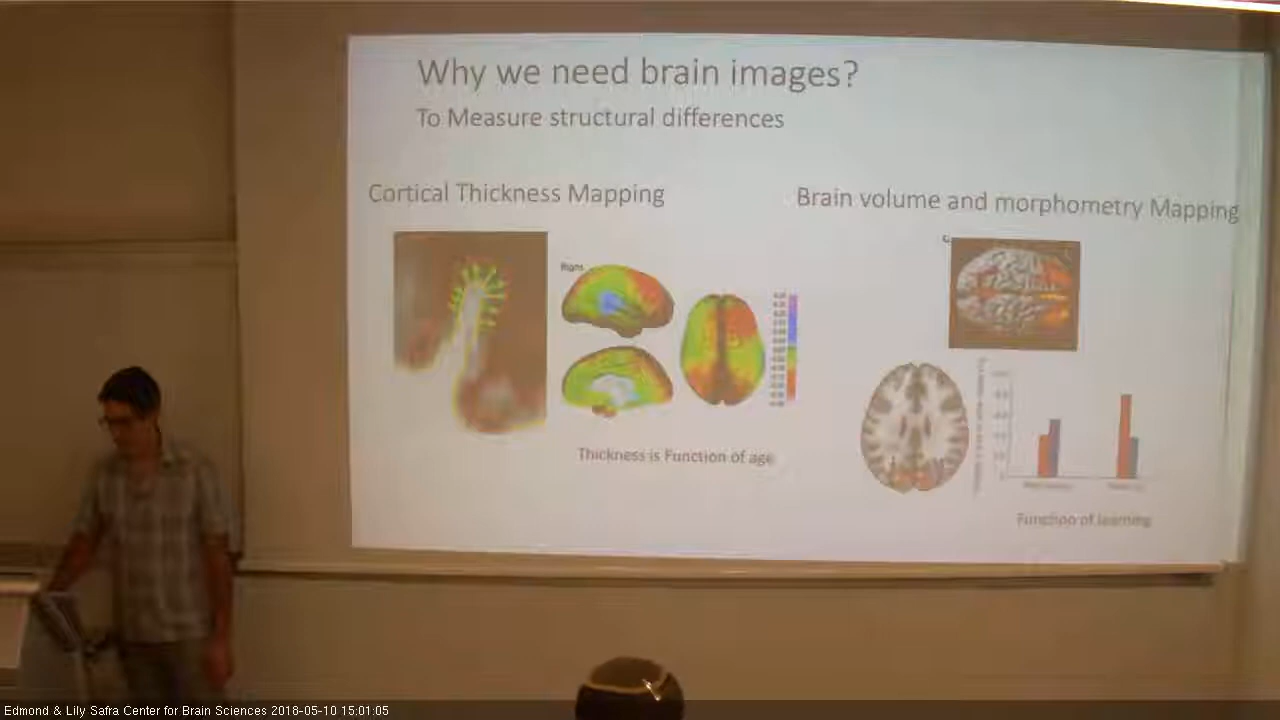 Why we need brain images?
To Measure structural differences
Cortical Thickness Mapping
Brain volume and morphometry Mapping
Right
Thickness is Function of age
Function of learning
Edmond & Lily Safra Center for Brain Sciences 2018-05-10 15:01:05